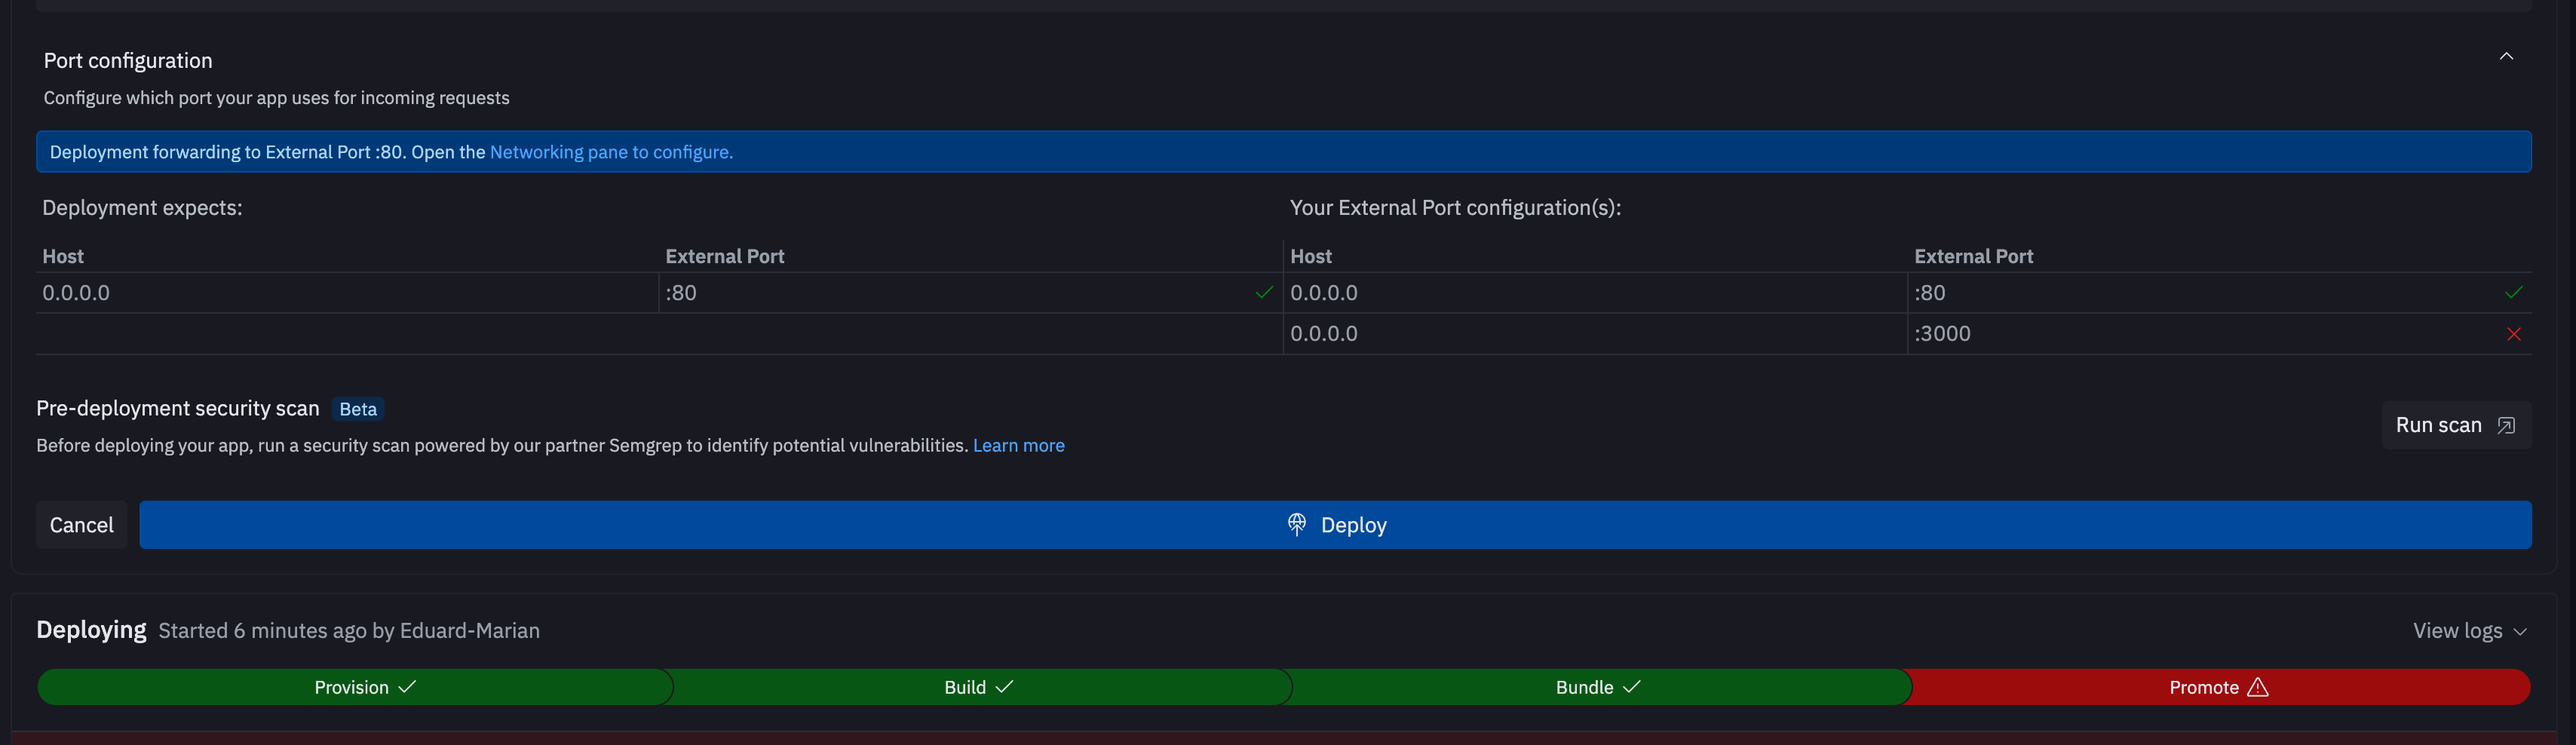 Port configuration
Configure which port your app uses for incoming requests
Deployment forwarding to External Port :80. Open the Networking pane to configure.
Deployment expects:
Your External Port configuration(s):
Host External Port Host External Port
0.0.0.0 :80 0.0.0.0 :80
0.0.0.0 :3000
Pre-deployment security scan Beta
Before deploying your app, run a security scan powered by our partner Semgrep to identify potential vulnerabilities. Learn more
Run scan
Cancel
Deploy
Deploying Started 6 minutes ago by Eduard-Marian
View logs
Provision Build Bundle Promote